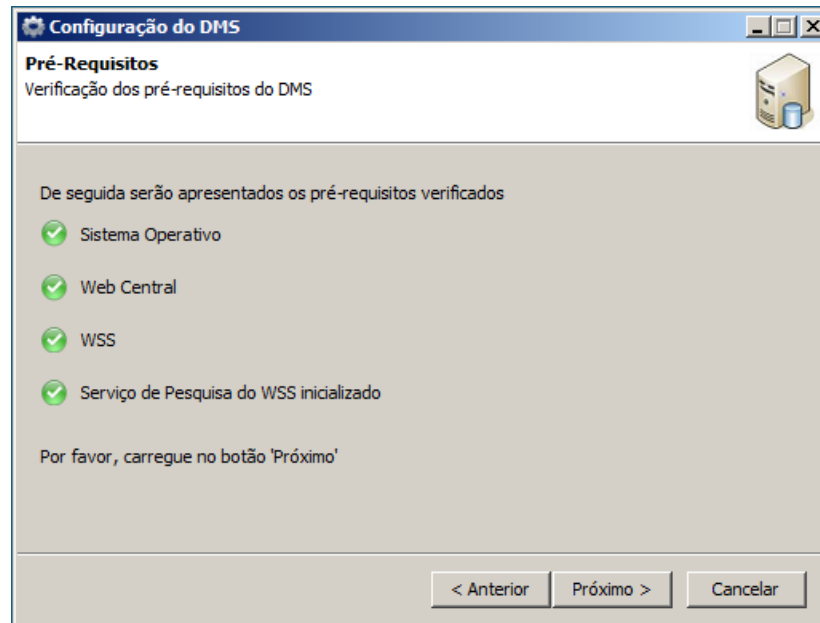 Configuração do DMS
Pré-Requisitos
Verificação dos pré-requisitos do DMS
De seguida serão apresentados os pré-requisitos verificados
Sistema Operativo
Web Central
WSS
Serviço de Pesquisa do WSS inicializado
Por favor, carregue no botão 'Próximo'
< Anterior Próximo > Cancelar